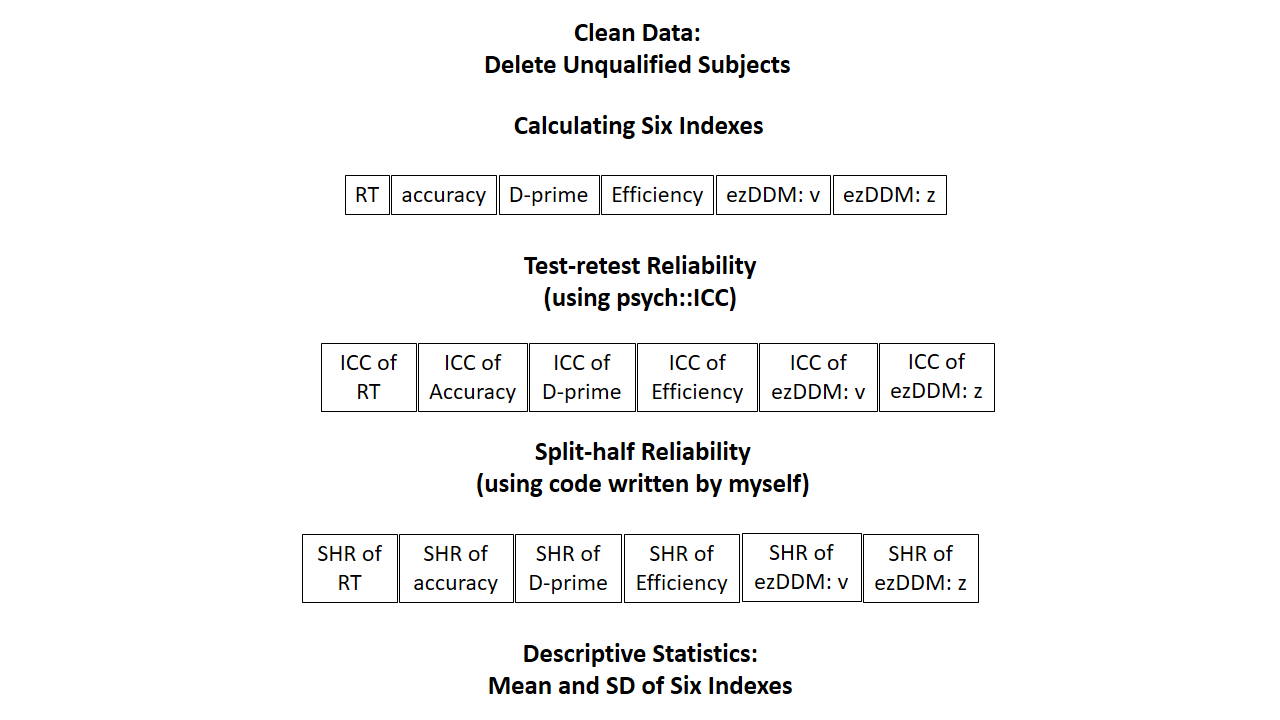 Clean Data:
Delete Unqualified Subjects
Calculating Six Indexes
RT accuracy D-prime Efficiency ezDDM: v ezDDM: z
Test-retest Reliability
(using psych::ICC)
ICC of RT
ICC of Accuracy
ICC of D-prime
ICC of Efficiency
ICC of ezDDM: v
ICC of ezDDM: z
Split-half Reliability
(using code written by myself)
SHR of RT
SHR of accuracy
SHR of D-prime
SHR of Efficiency
SHR of ezDDM: v
SHR of ezDDM: z
Descriptive Statistics:
Mean and SD of Six Indexes